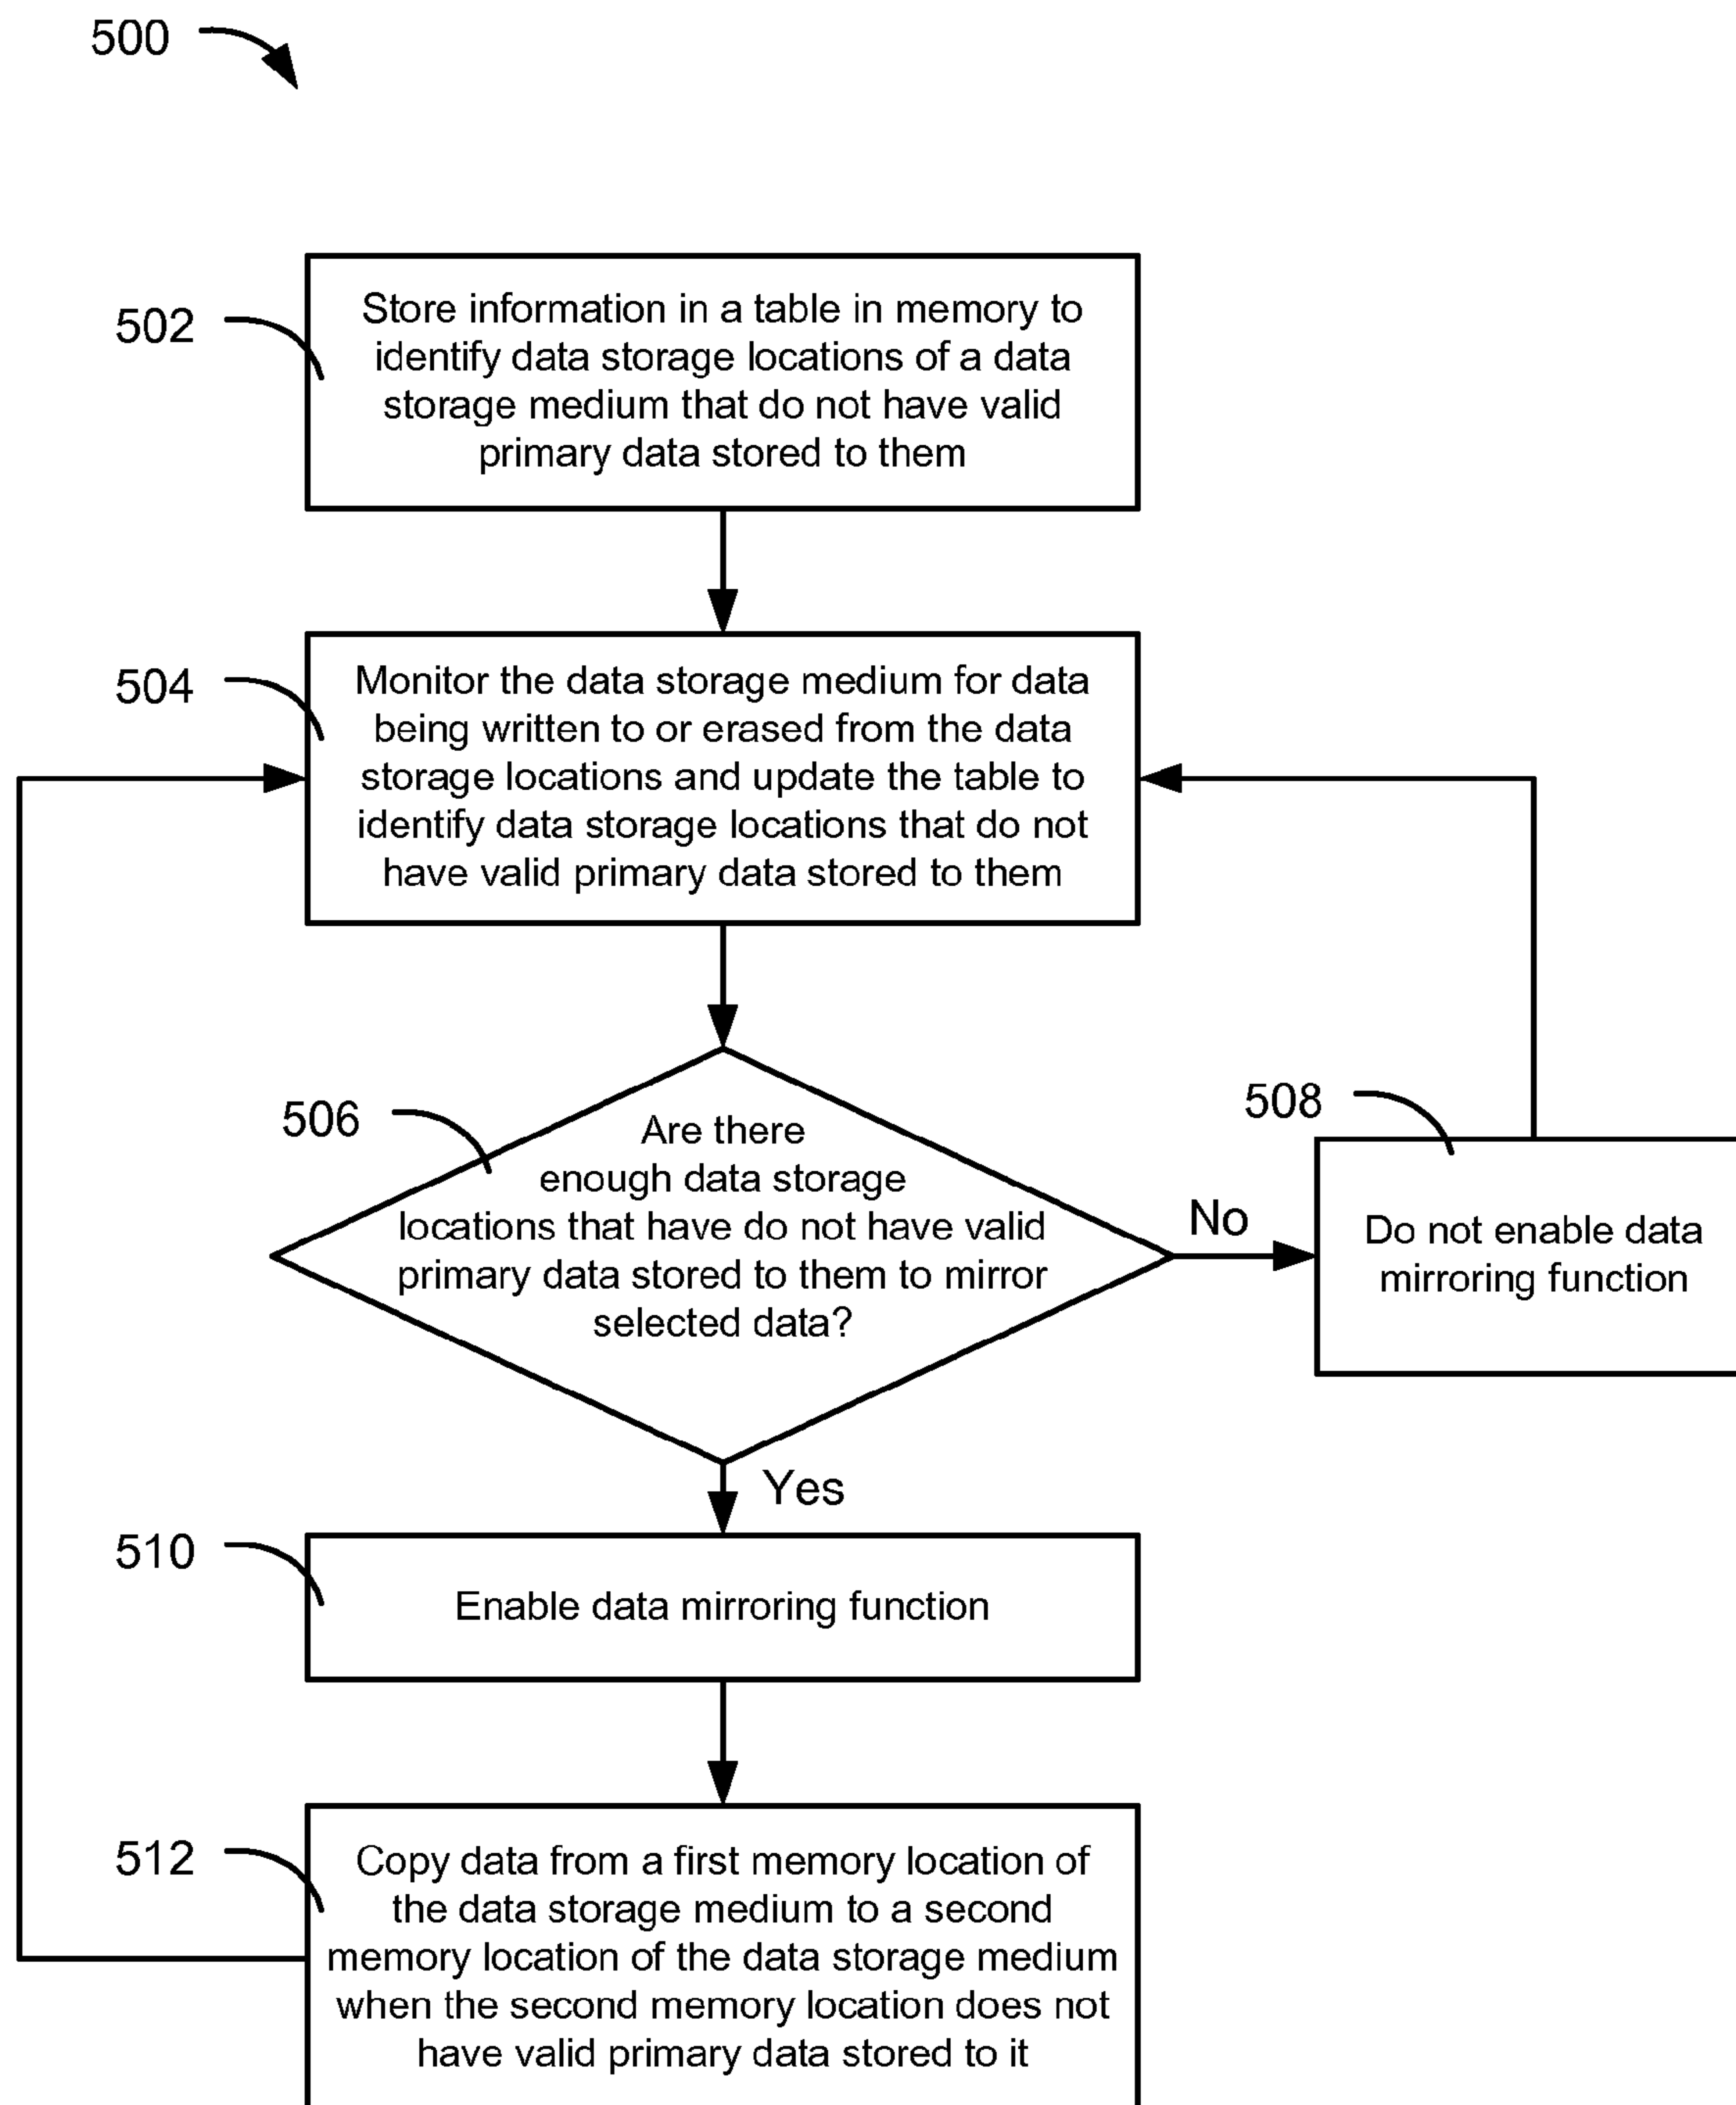 500
502
Store information in a table in memory to
identify data storage locations of a data
storage medium that do not have valid
primary data stored to them
504
Monitor the data storage medium for data
being written to or erased from the data
storage locations and update the table to
identify data storage locations that do not
have valid primary data stored to them
506
Are there
enough data storage
locations that have do not have valid
primary data stored to them to mirror
selected data?
No
508
Do not enable data
mirroring function
Yes
510
Enable data mirroring function
512
Copy data from a first memory location of
the data storage medium to a second
memory location of the data storage medium
when the second memory location does not
have valid primary data stored to it